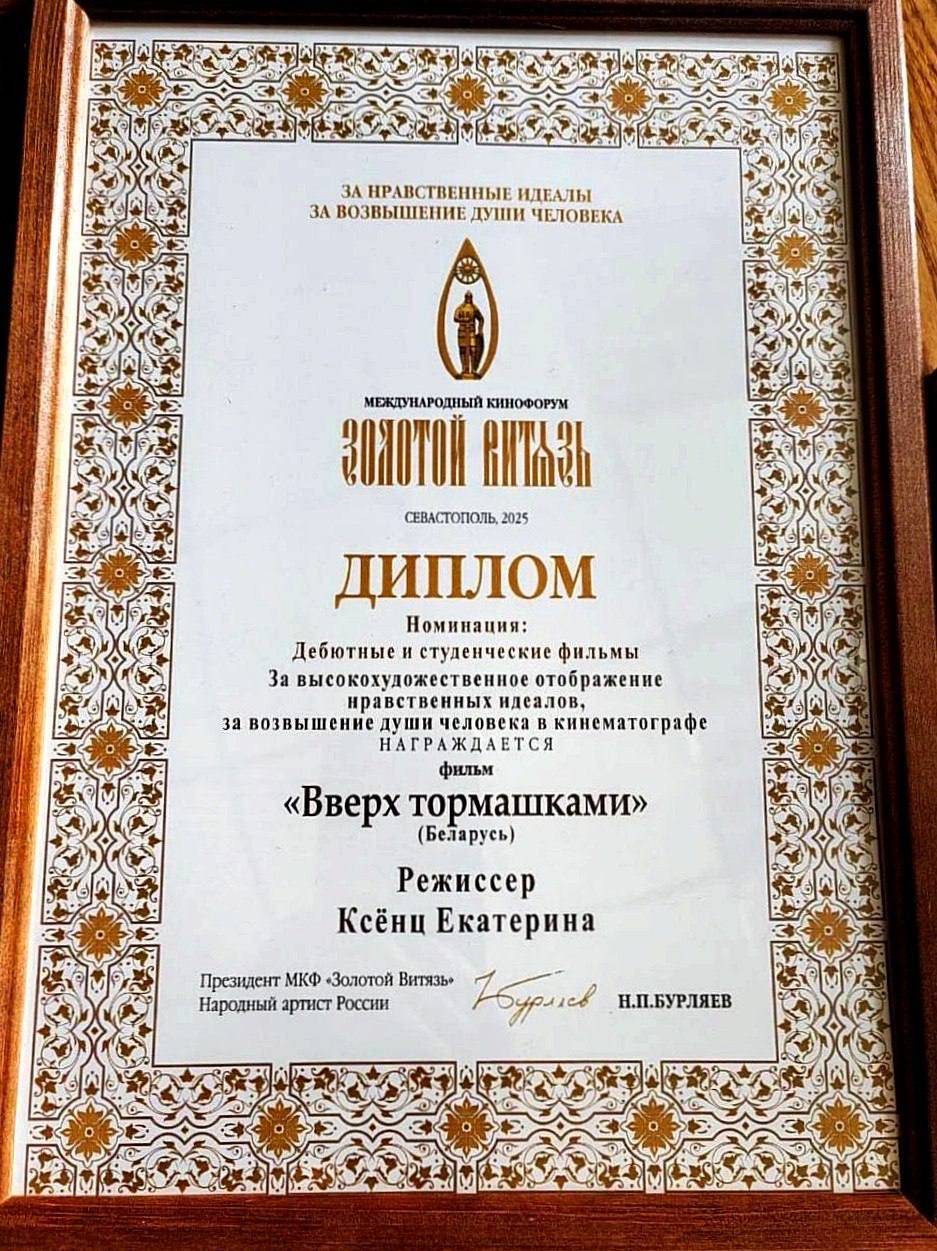 ЗА НРАВСТВЕННЫЕ ИДЕАЛЫ
ЗА ВОЗВЫШЕНИЕ ДУШИ ЧЕЛОВЕКА
МЕЖДУНАРОДНЫЙ КИНОФОРУМ
ЗОЛОТОЙ ВИТѦЗЬ
СЕВАСТОПОЛЬ, 2025
ДИПЛОМ
Номинация:
Дебютные и студенческие фильмы
За высокохудожественное отображение
нравственных идеалов,
за возвышение души человека в кинематографе
НАГРАЖДАЕТСЯ
фильм
«Вверх тормашками»
(Беларусь)
Режиссер
Ксёнц Екатерина
Президент МКФ «Золотой Витязь»
Народный артист России
Н.Бурляев
Н.П.БУРЛЯЕВ